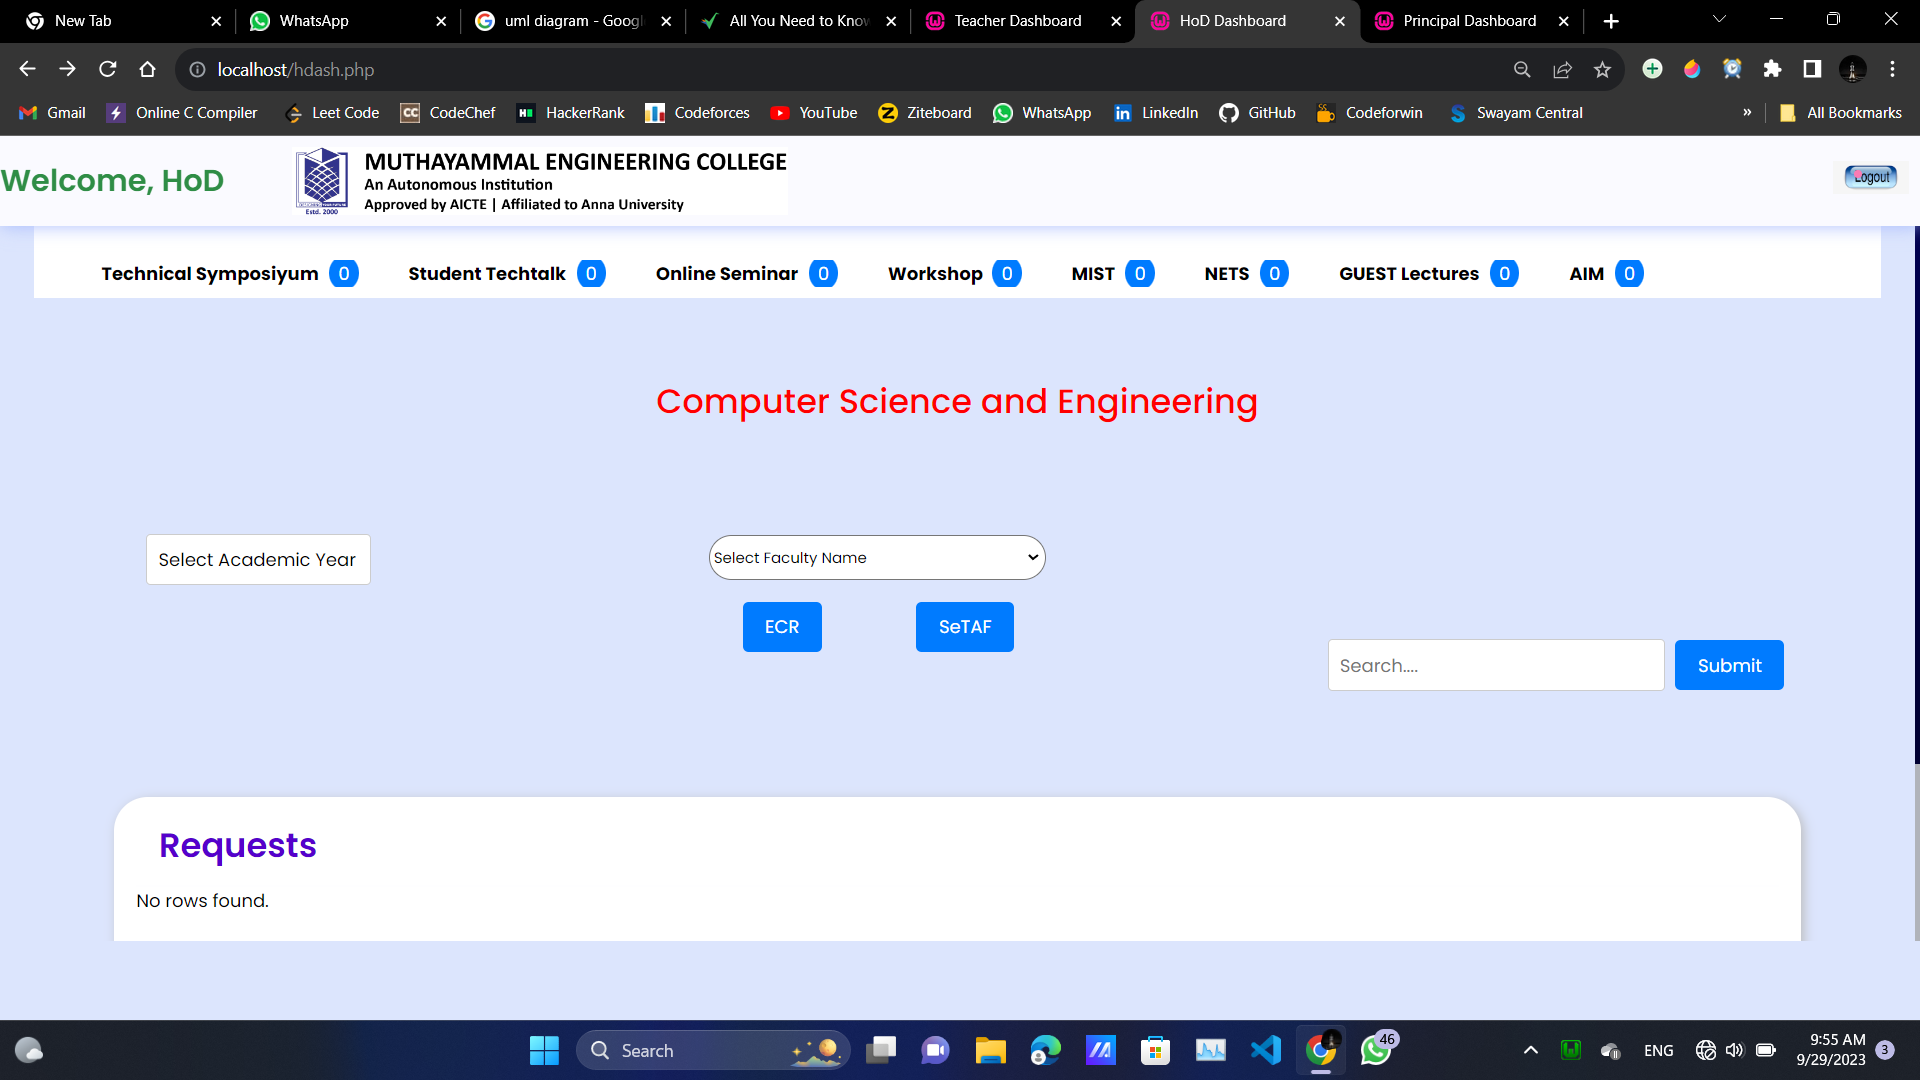 New Tab
WhatsApp
uml diagram - Googl
All You Need to Know
Teacher Dashboard
HoD Dashboard
Principal Dashboard
localhost/hdash.php
Gmail
Online C Compiler
Leet Code
CC CodeChef
HackerRank
Codeforces
YouTube
Ziteboard
WhatsApp
LinkedIn
GitHub
Codeforwin
Swayam Central
» All Bookmarks
Welcome, HoD
MUTHAYAMMAL ENGINEERING COLLEGE
An Autonomous Institution
Approved by AICTE | Affiliated to Anna University
Estd. 2000
Logout
Technical Symposiyum 0
Student Techtalk 0
Online Seminar 0
Workshop 0
MIST 0
NETS 0
GUEST Lectures 0
AIM 0
Computer Science and Engineering
Select Academic Year
Select Faculty Name
ECR
SeTAF
Search....
Submit
Requests
No rows found.
Search
46
ENG
9:55 AM
9/29/2023
3